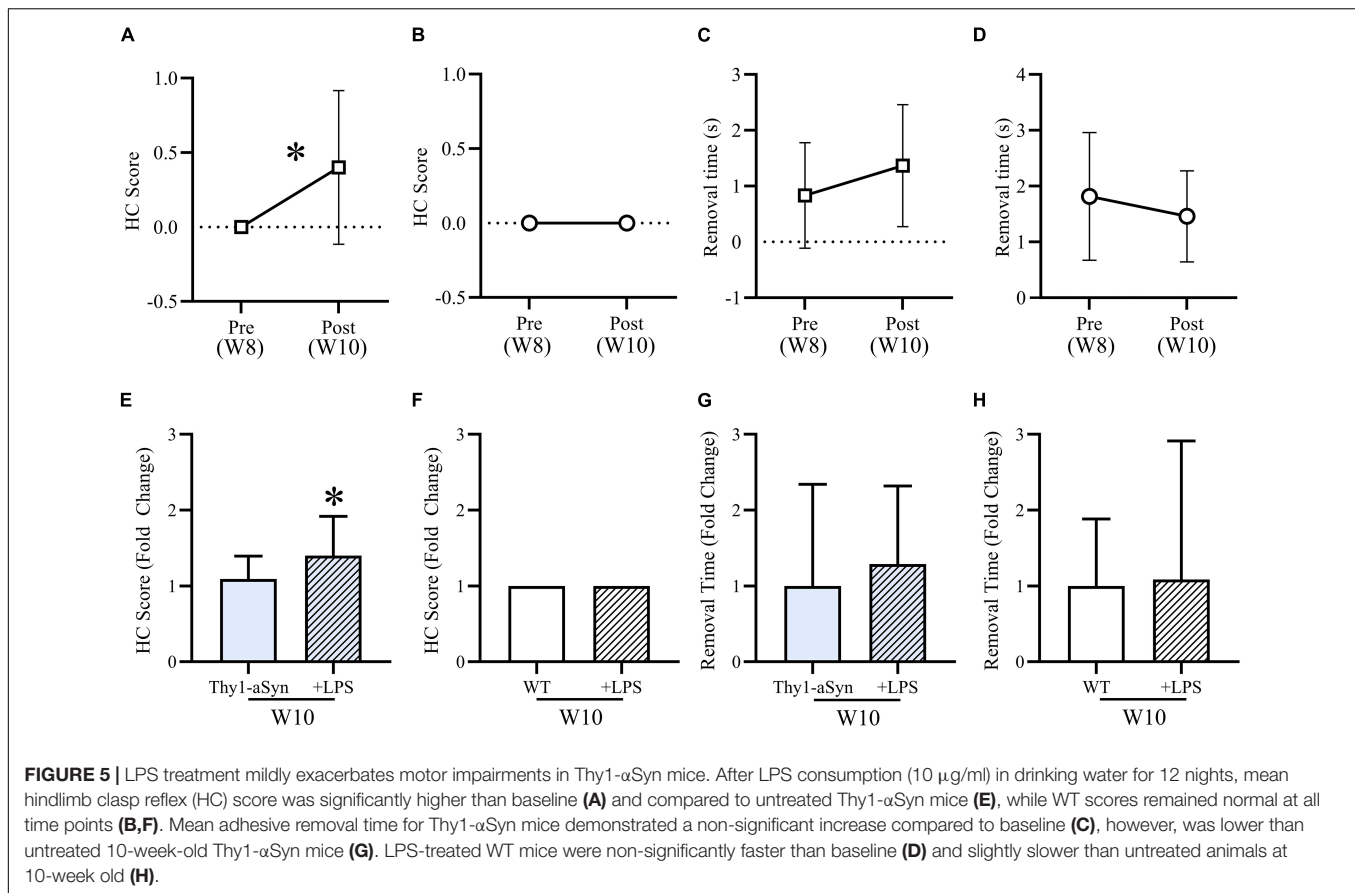 A
B
C
D
1.0
0.5
0.0
-0.5
HC Score
*
Pre
(W8)
Post
(W10)
1.0
0.5
0.0
-0.5
HC Score
Pre
(W8)
Post
(W10)
3
2
1
0
-1
Removal time (s)
Pre
(W8)
Post
(W10)
4
3
2
1
0
Removal time (s)
Pre
(W8)
Post
(W10)
E
F
G
H
3
2
1
0
HC Score (Fold Change)
*
Thy1-aSyn +LPS
W10
3
2
1
0
HC Score (Fold Change)
WT +LPS
W10
3
2
1
0
Removal Time (Fold Change)
Thy1-aSyn +LPS
W10
3
2
1
0
Removal Time (Fold Change)
WT +LPS
W10
FIGURE 5 | LPS treatment mildly exacerbates motor impairments in Thy1-αSyn mice. After LPS consumption (10 μg/ml) in drinking water for 12 nights, mean
hindlimb clasp reflex (HC) score was significantly higher than baseline (A) and compared to untreated Thy1-αSyn mice (E), while WT scores remained normal at all
time points (B,F). Mean adhesive removal time for Thy1-αSyn mice demonstrated a non-significant increase compared to baseline (C), however, was lower than
untreated 10-week-old Thy1-αSyn mice (G). LPS-treated WT mice were non-significantly faster than baseline (D) and slightly slower than untreated animals at
10-week old (H).